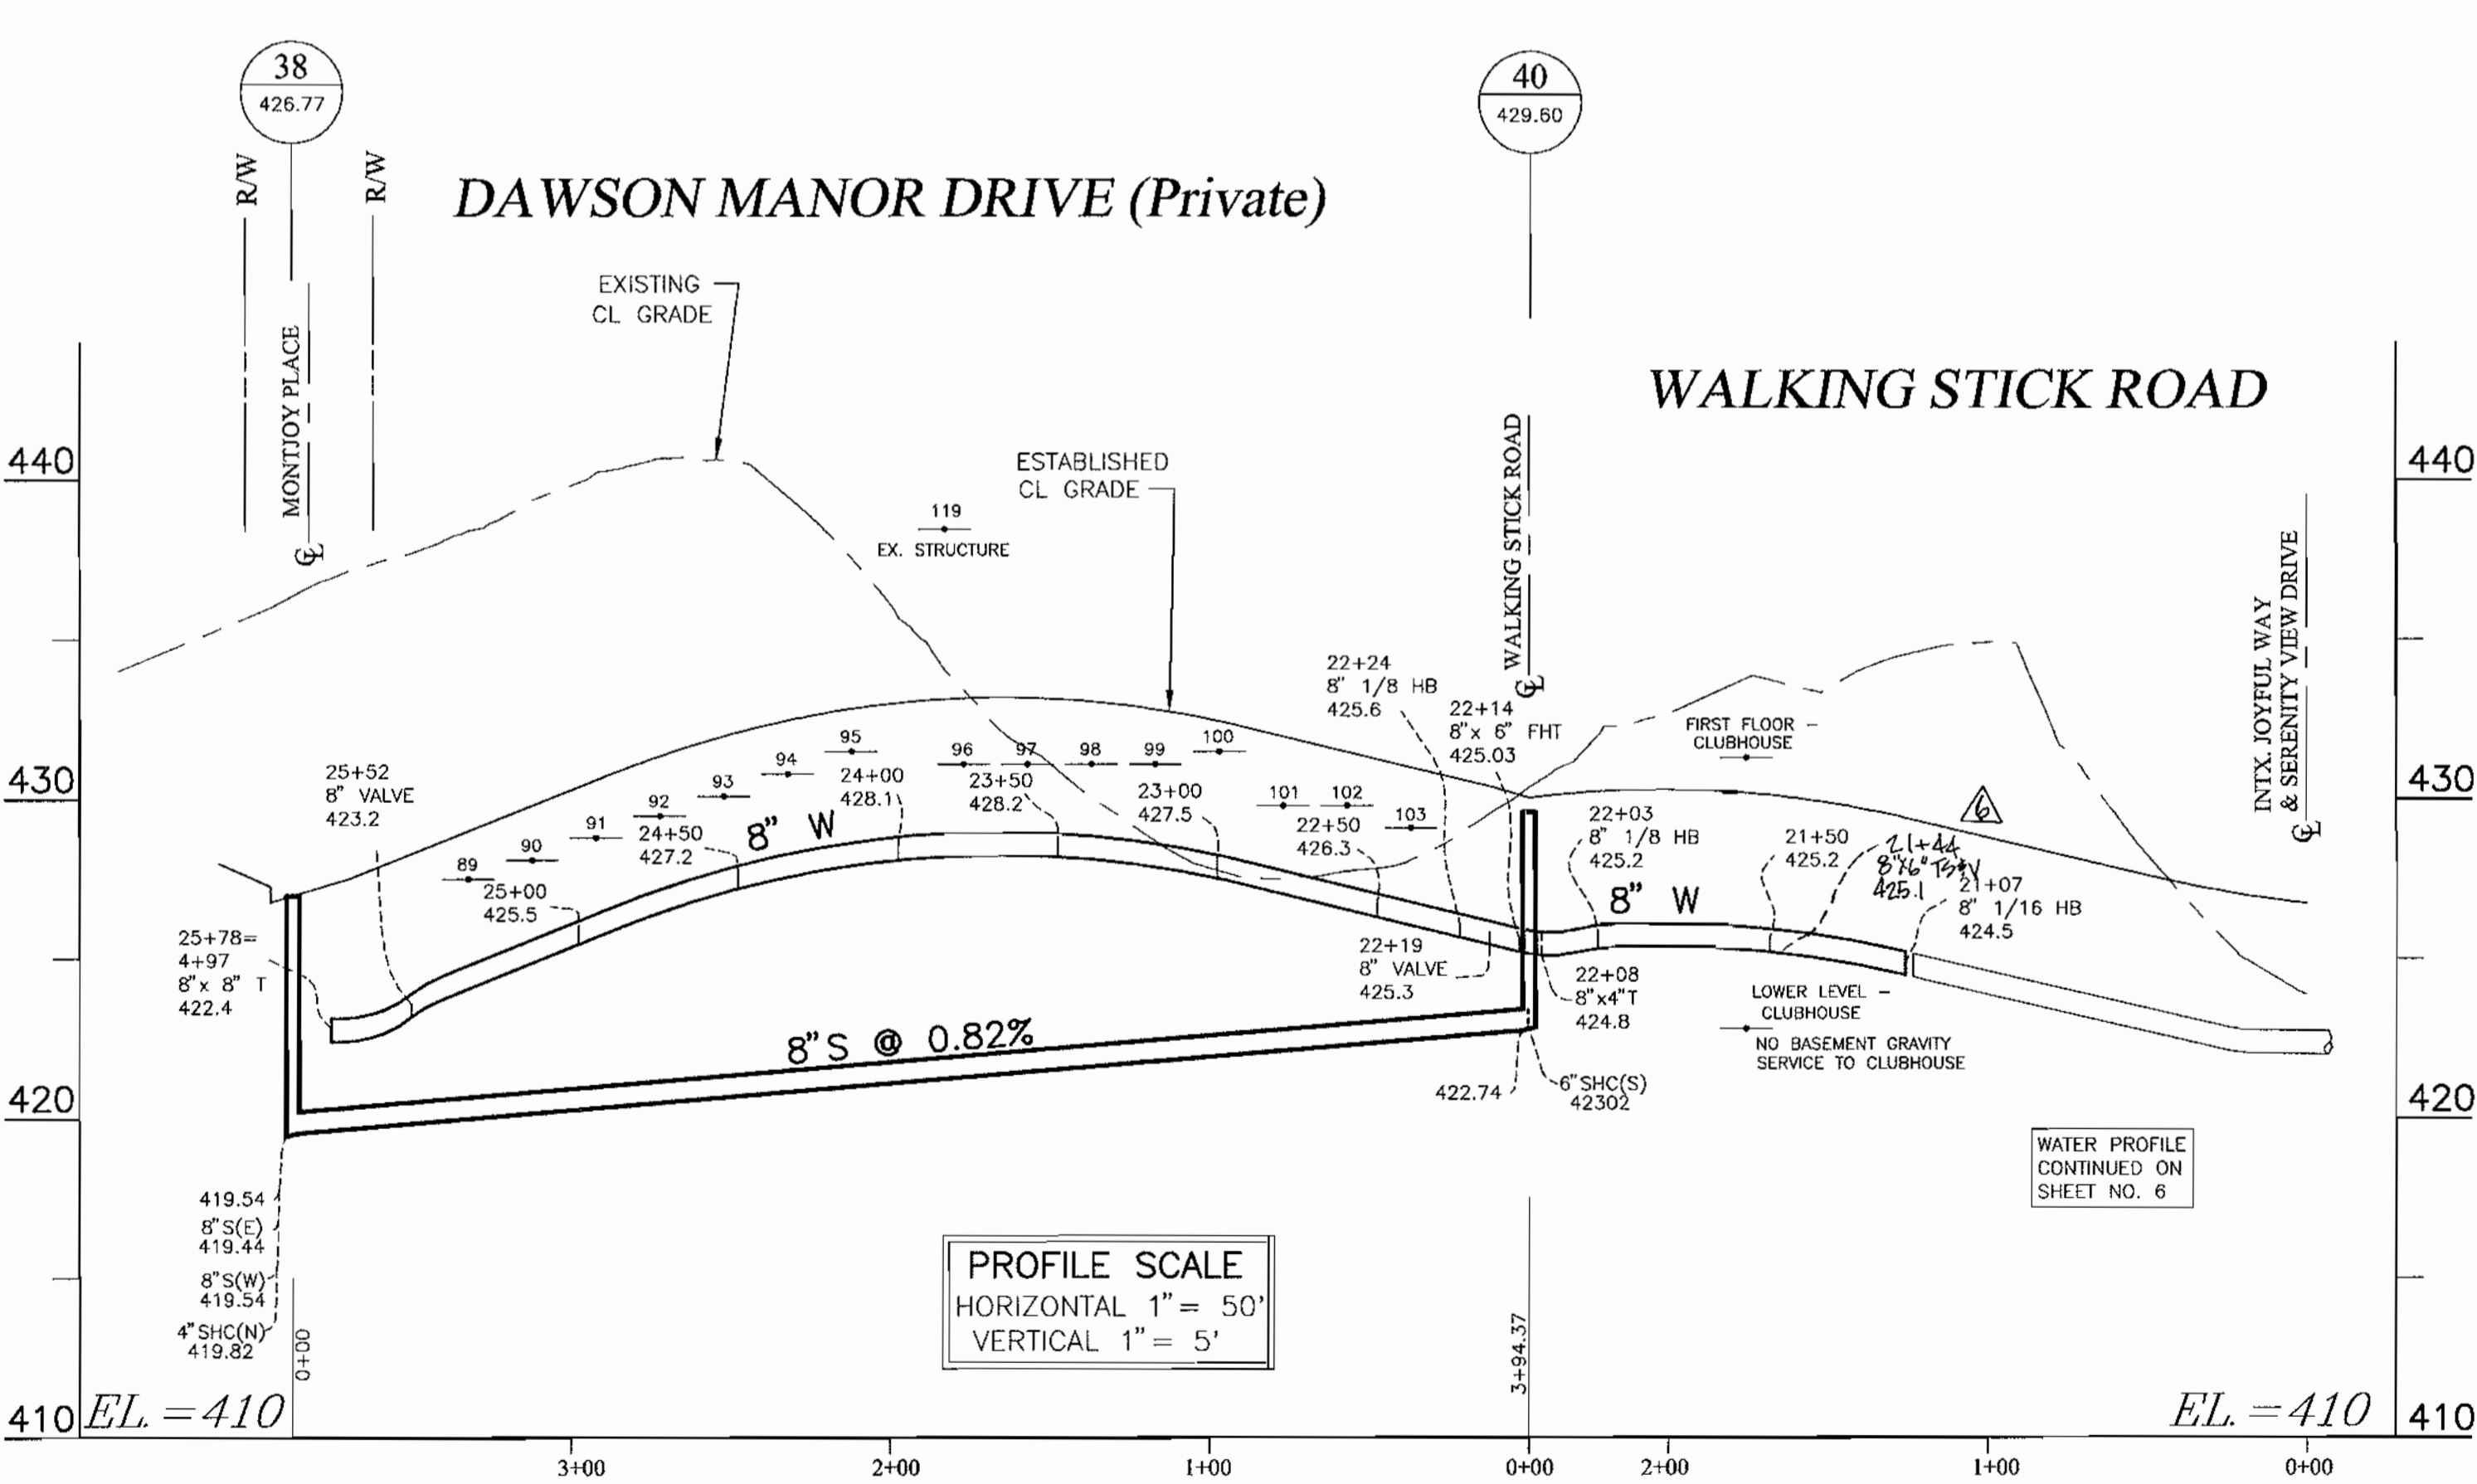 38
426.77
40
429.60
R/W
R/W
MONTJOY PLACE
DAWSON MANOR DRIVE (Private)
EXISTING
CL GRADE
WALKING STICK ROAD
WALKING STICK ROAD
ESTABLISHED
CL GRADE
440
440
119
EX. STRUCTURE
INTX. JOYFUL WAY
& SERENITY VIEW DRIVE
22+24
8" 1/8 HB
425.6
22+14
8"x 6" FHT
425.03
FIRST FLOOR -
CLUBHOUSE
430
430
25+52
8" VALVE
423.2
89
90
91
92
93
94
95
96
97
98
99
100
101
102
103
24+00
428.1
23+50
428.2
23+00
427.5
22+50
426.3
24+50
427.2
25+00
425.5
8" W
22+03
8" 1/8 HB
425.2
21+50
425.2
6
21+44
8"x6"TS&V
425.1
21+07
8" 1/16 HB
424.5
8" W
25+78=
4+97
8"x 8" T
422.4
22+19
8" VALVE
425.3
22+08
8"x4"T
424.8
LOWER LEVEL -
CLUBHOUSE
NO BASEMENT GRAVITY
SERVICE TO CLUBHOUSE
8"S @ 0.82%
422.74
6"SHC(S)
42302
420
420
WATER PROFILE
CONTINUED ON
SHEET NO. 6
419.54
8"S(E)
419.44
8"S(W)
419.54
4"SHC(N)
419.82
0+00
PROFILE SCALE
HORIZONTAL 1"= 50'
VERTICAL 1"= 5'
3+94.37
410
EL. =410
EL. =410
410
3+00
2+00
1+00
0+00
2+00
1+00
0+00